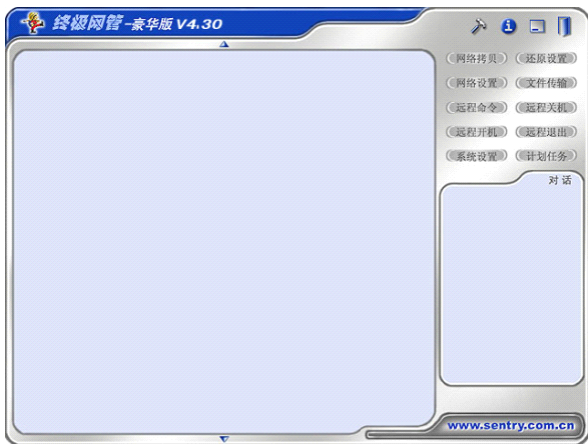 终极网管-豪华版 V4.30
网络拷贝 还原设置
网络设置 文件传输
远程命令 远程关机
远程开机 远程退出
系统设置 计划任务
对话
www.sentry.com.cn